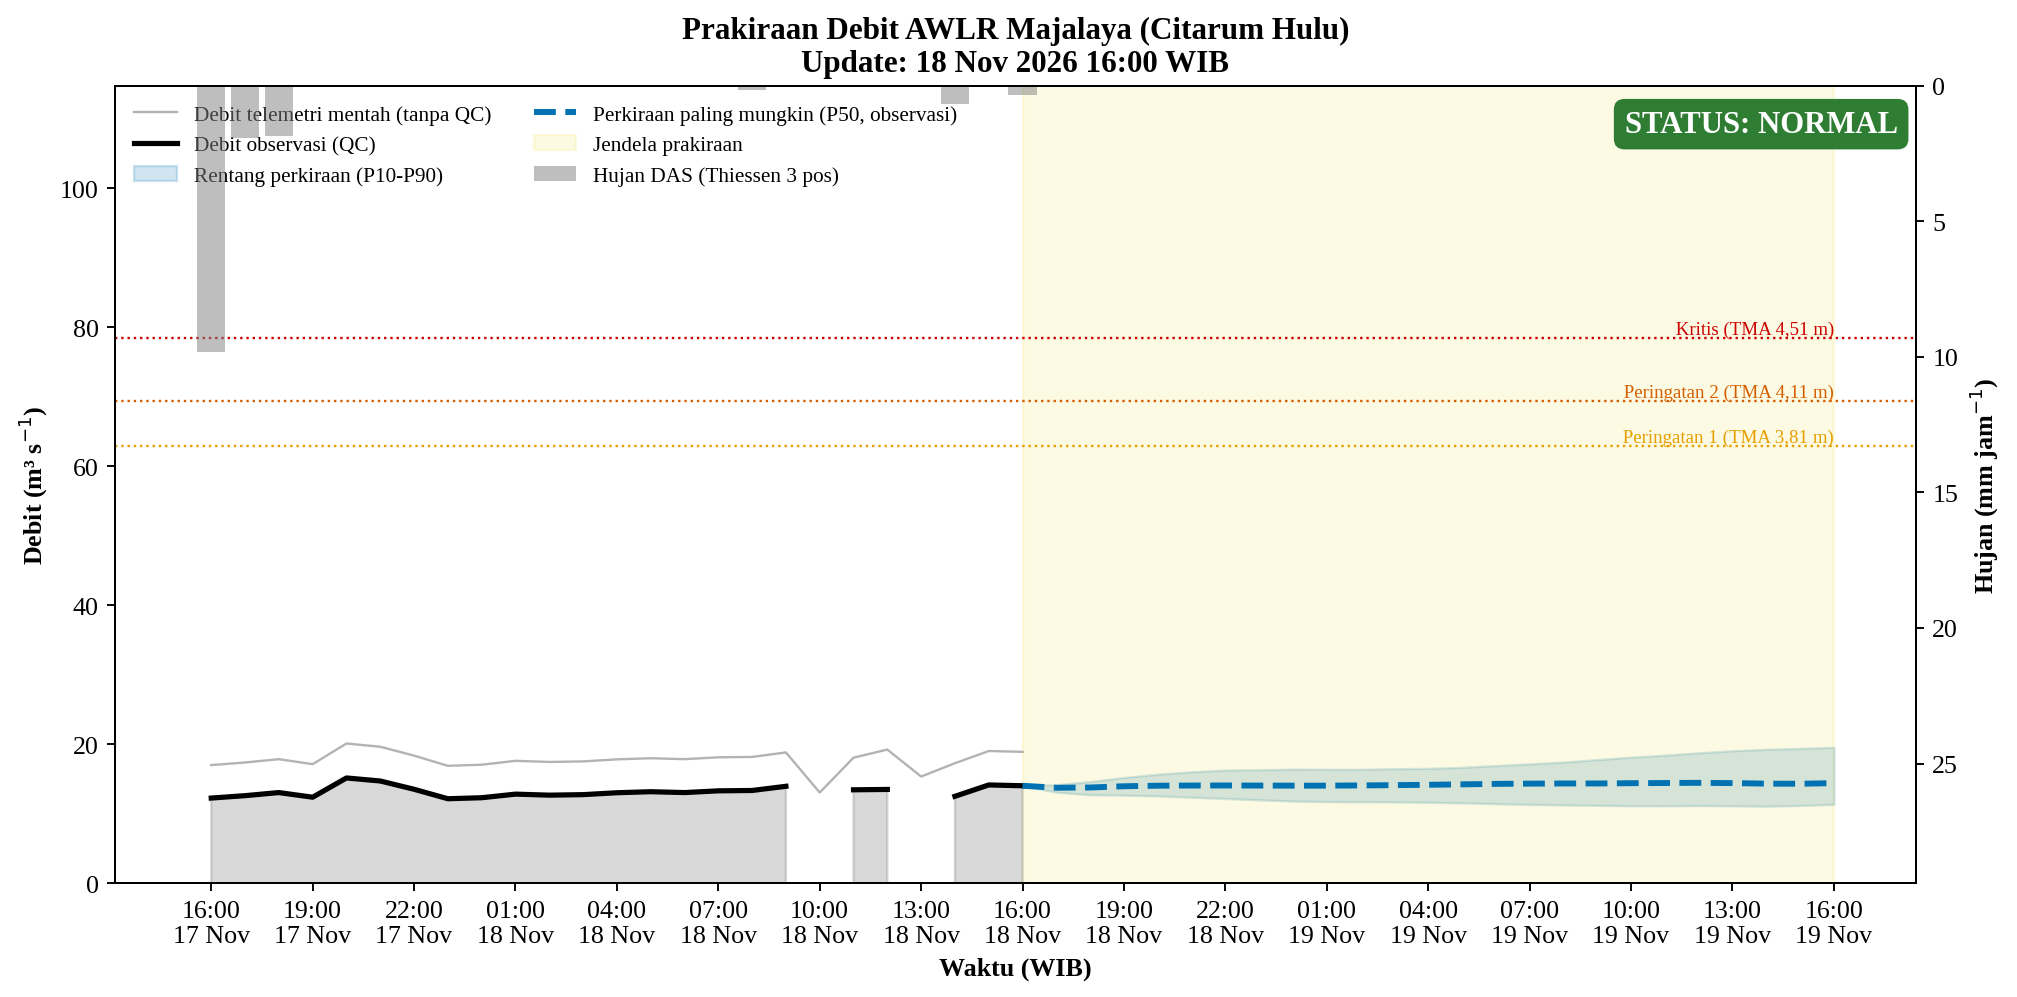 Prakiraan Debit AWLR Majalaya (Citarum Hulu)
Update: 18 Nov 2026 16:00 WIB
Debit telemetri mentah (tanpa QC)
Debit observasi (QC)
Rentang perkiraan (P10-P90)
Perkiraan paling mungkin (P50, observasi)
Jendela prakiraan
Hujan DAS (Thiessen 3 pos)
STATUS: NORMAL
Kritis (TMA 4,51 m)
Peringatan 2 (TMA 4,11 m)
Peringatan 1 (TMA 3,81 m)
Debit (m³ s⁻¹)
100
80
60
40
20
0
Hujan (mm jam⁻¹)
0
5
10
15
20
25
16:00 19:00 22:00 01:00 04:00 07:00 10:00 13:00 16:00 19:00 22:00 01:00 04:00 07:00 10:00 13:00 16:00
17 Nov 17 Nov 17 Nov 18 Nov 18 Nov 18 Nov 18 Nov 18 Nov 18 Nov 18 Nov 18 Nov 19 Nov 19 Nov 19 Nov 19 Nov 19 Nov 19 Nov
Waktu (WIB)